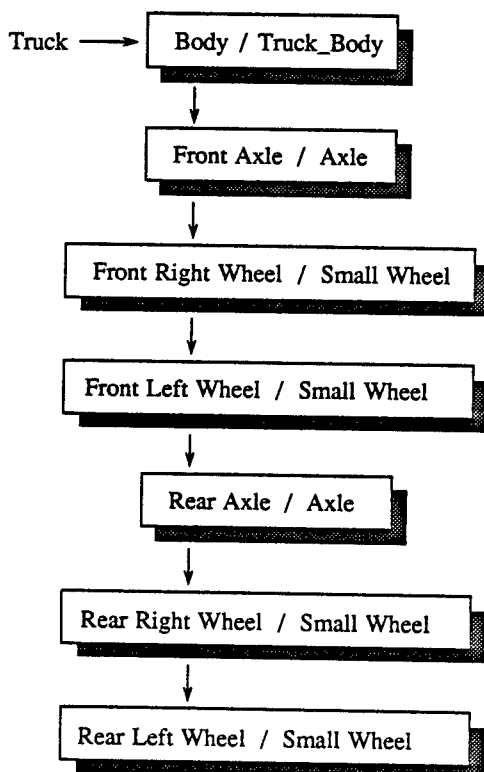 Truck Body / Truck_Body
Front Axle / Axle
Front Right Wheel / Small Wheel
Front Left Wheel / Small Wheel
Rear Axle / Axle
Rear Right Wheel / Small Wheel
Rear Left Wheel / Small Wheel